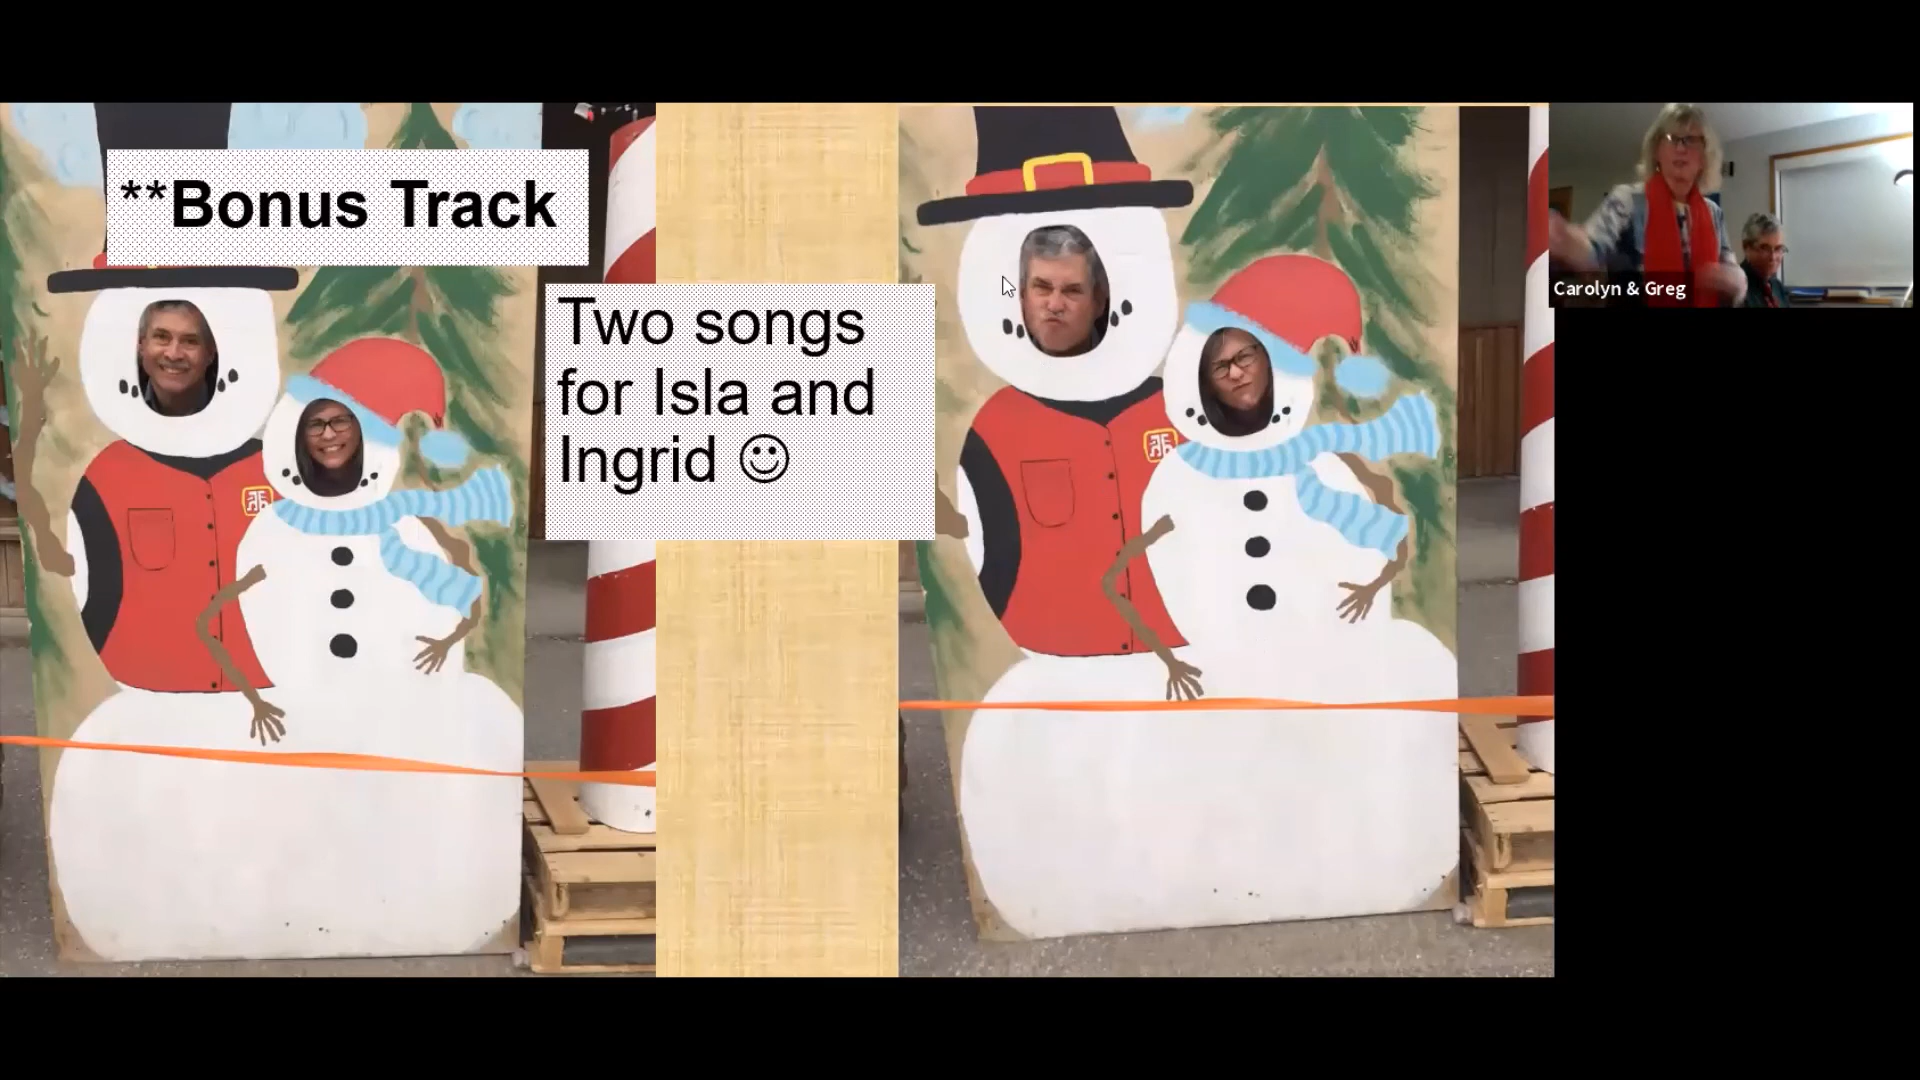 **Bonus Track
Two songs
for Isla and
Ingrid ☺
Carolyn & Greg